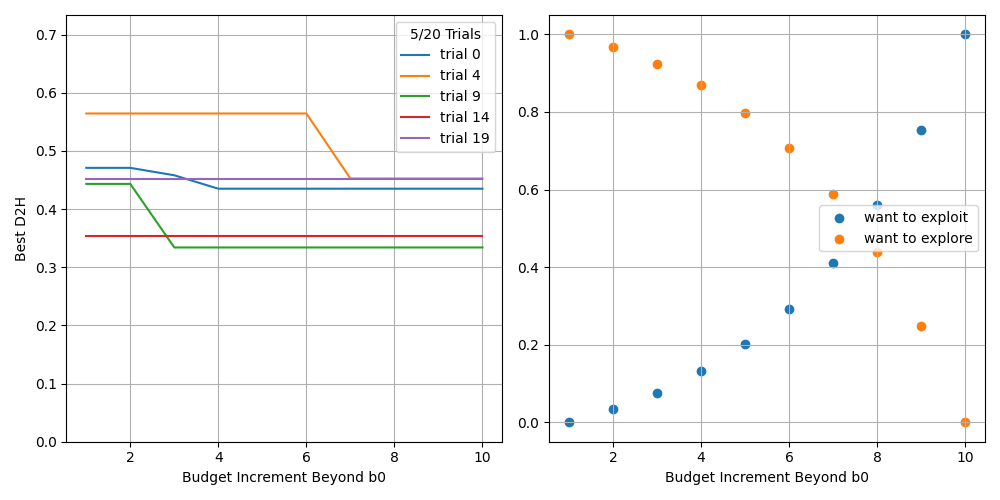 0.7
0.6
0.5
0.4
0.3
0.2
0.1
0.0
Best D2H
2 4 6 8 10
Budget Increment Beyond b0
5/20 Trials
trial 0
trial 4
trial 9
trial 14
trial 19
1.0
0.8
0.6
0.4
0.2
0.0
2 4 6 8 10
Budget Increment Beyond b0
want to exploit
want to explore